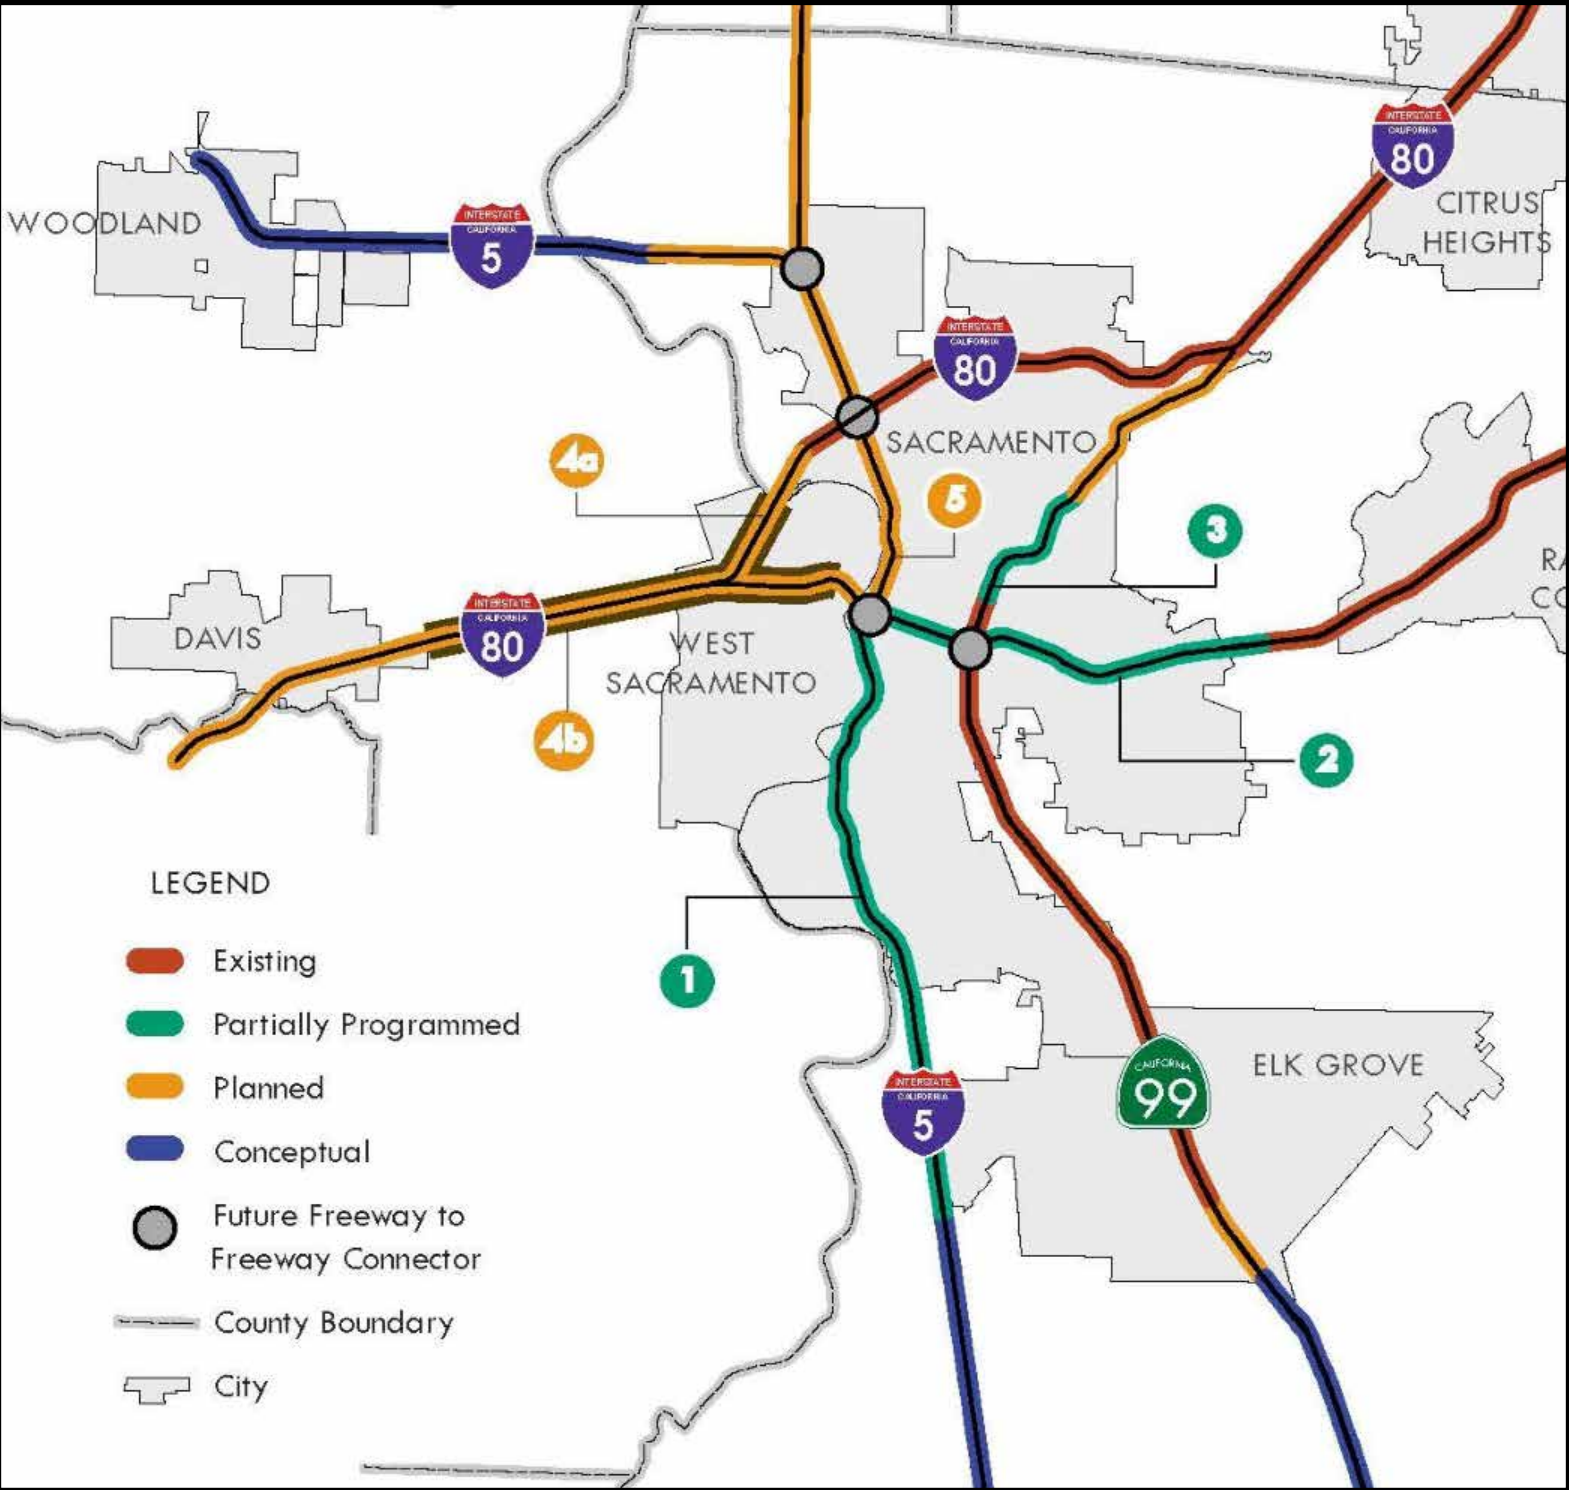 INTERSTATE
CALIFORNIA
80
CITRUS
HEIGHTS
WOODLAND
INTERSTATE
CALIFORNIA
5
INTERSTATE
CALIFORNIA
80
SACRAMENTO
4a
5
3
RA
CO
DAVIS
INTERSTATE
CALIFORNIA
80
WEST
SACRAMENTO
4b
2
1
LEGEND
Existing
Partially Programmed
Planned
Conceptual
Future Freeway to
Freeway Connector
County Boundary
City
INTERSTATE
CALIFORNIA
5
CALIFORNIA
99
ELK GROVE